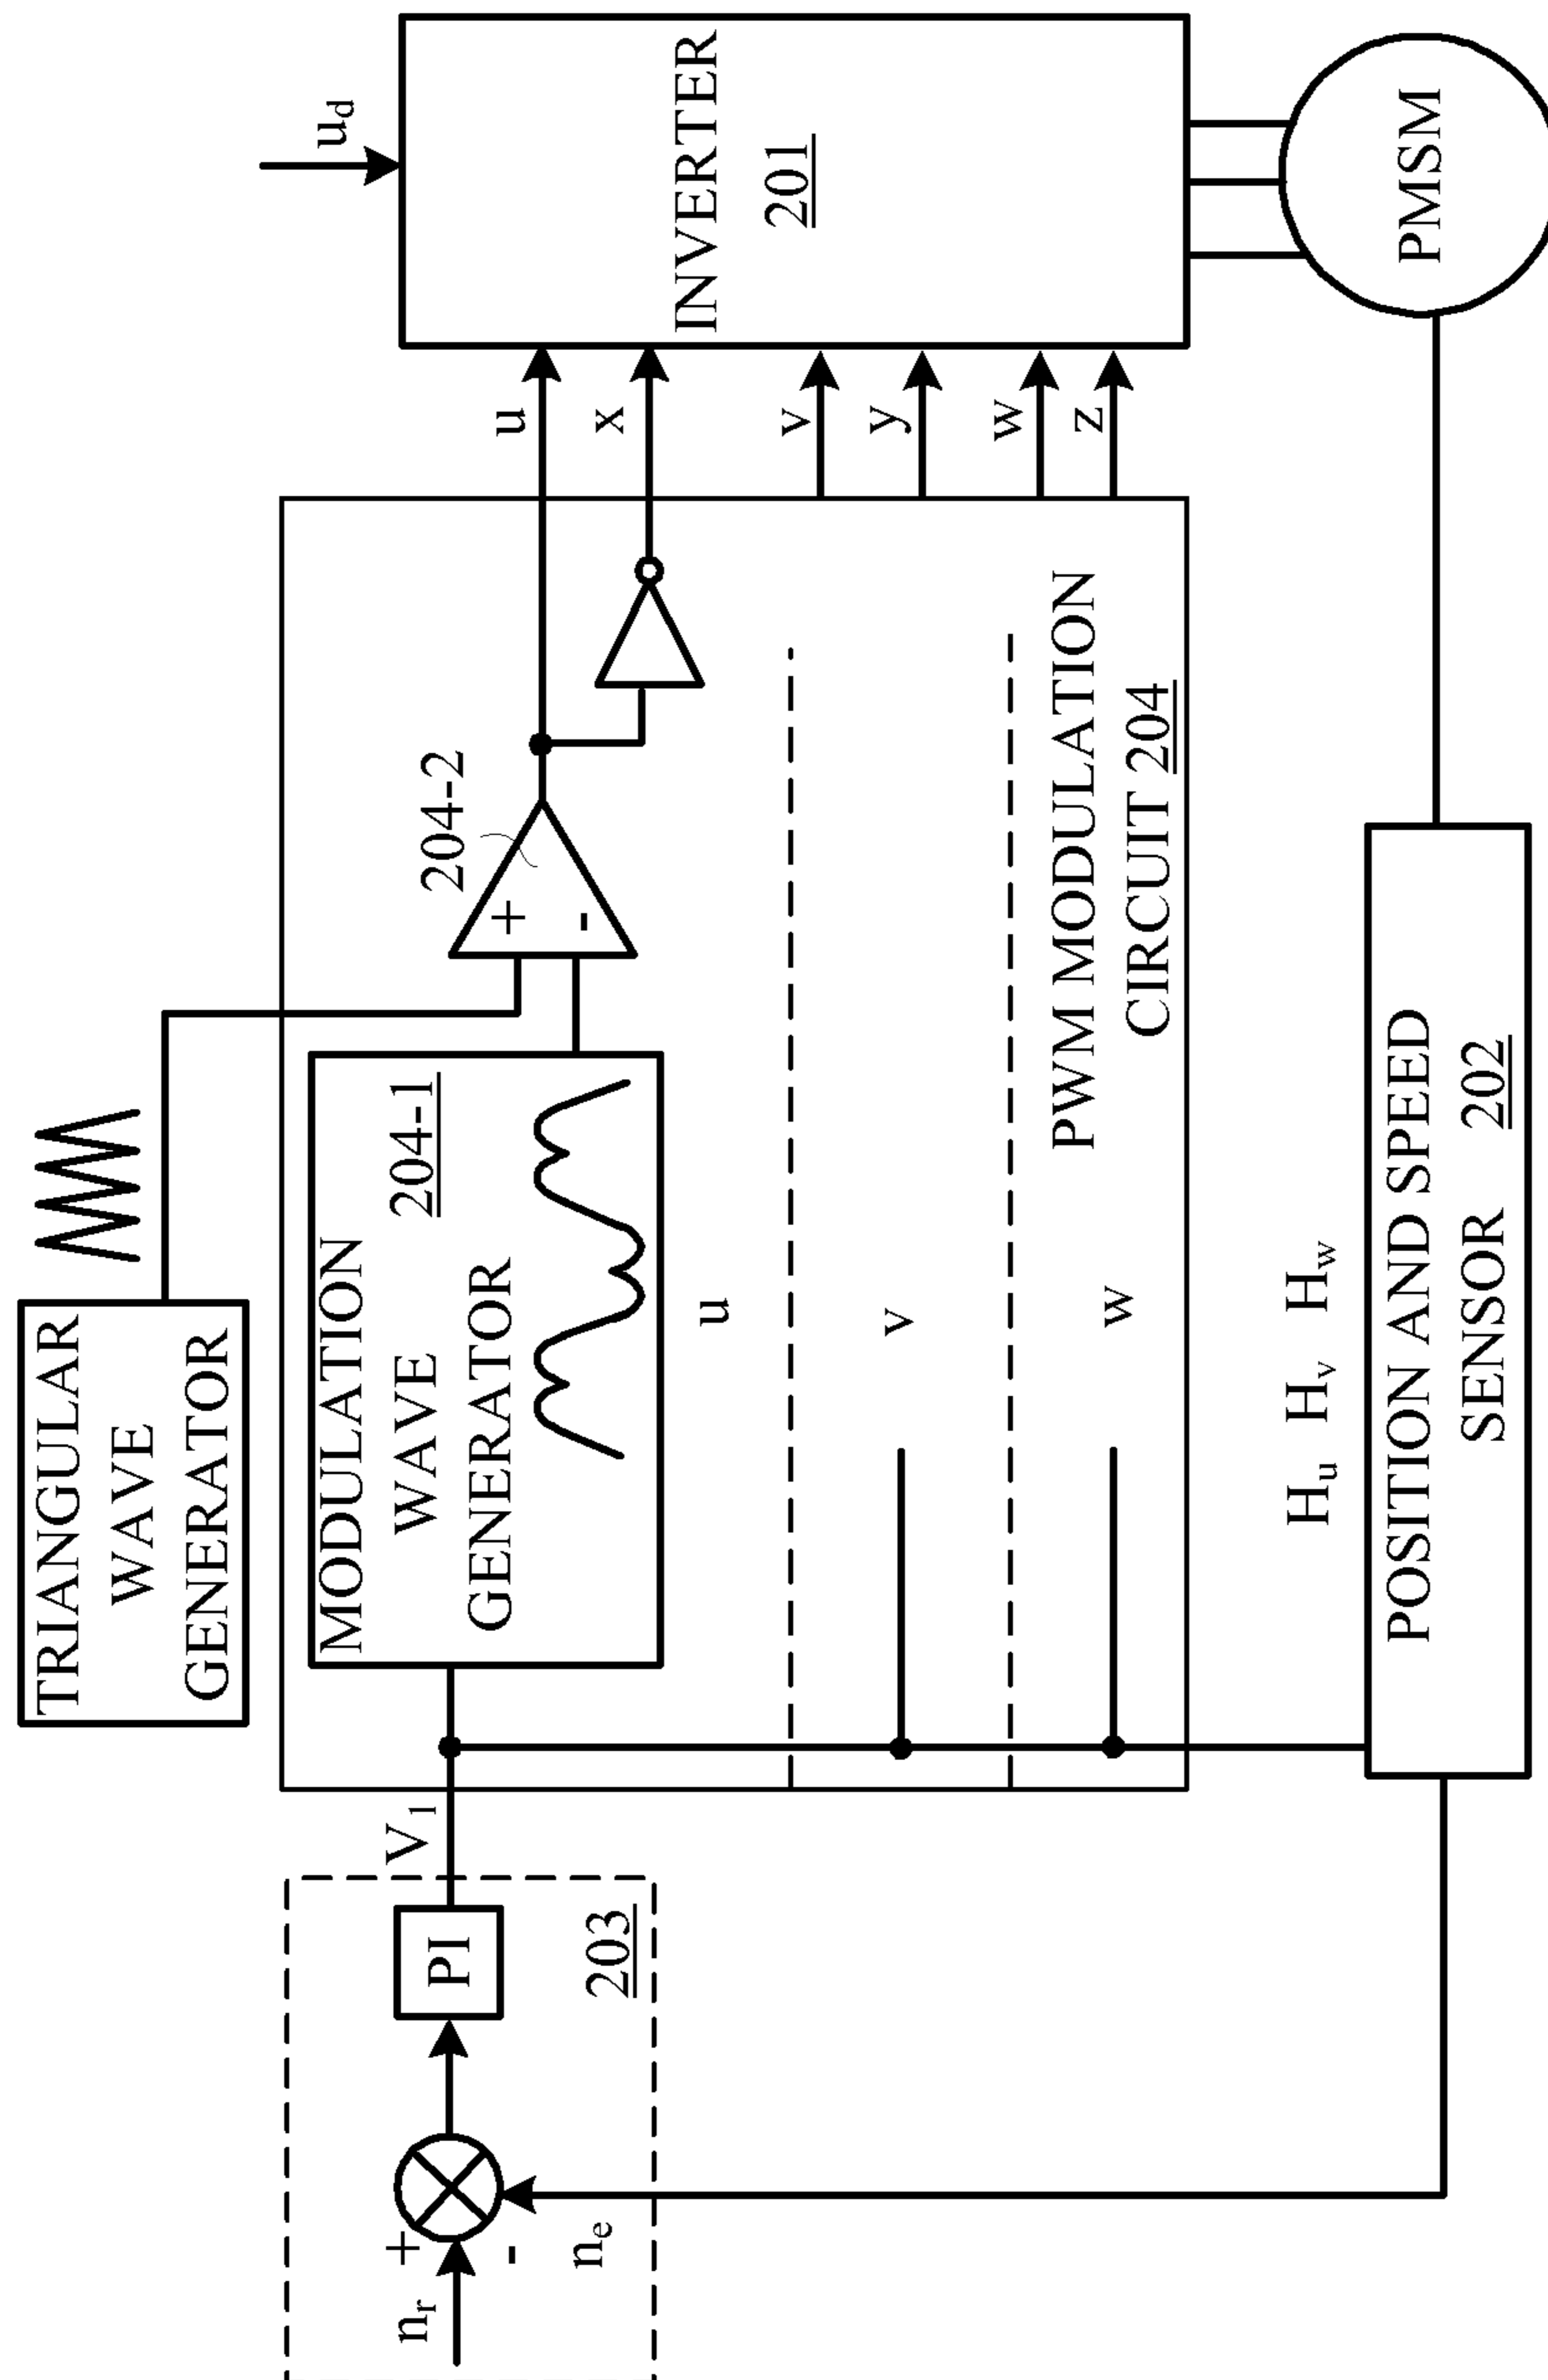 TRIANGULAR
WAVE
GENERATOR
u_d
MODULATION
WAVE
GENERATOR
204-1
204-2
+
-
u
x
v
y
w
z
INVERTER
201
n_r
+
-
n_e
PI
203
V_1
u
v
w
PWM MODULATION
CIRCUIT 204
H_u H_v H_w
POSITION AND SPEED
SENSOR 202
PMSM